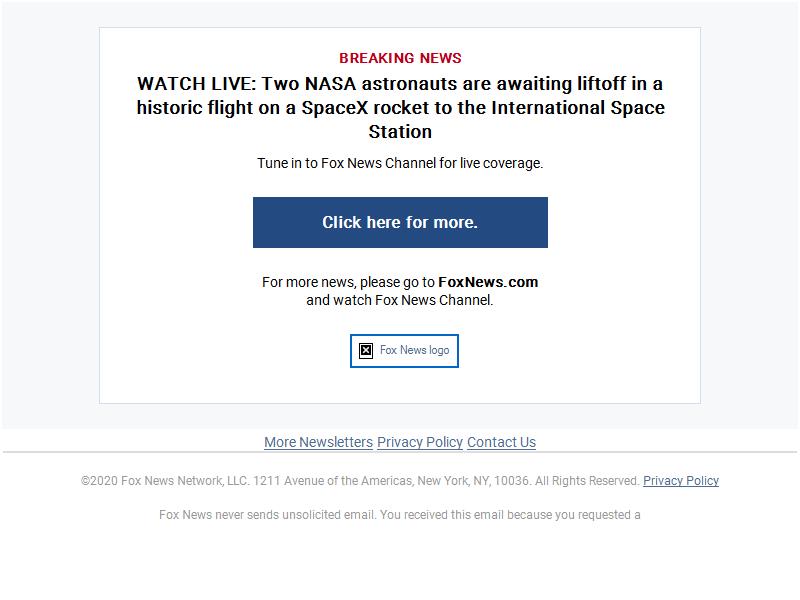 BREAKING NEWS
WATCH LIVE: Two NASA astronauts are awaiting liftoff in a
historic flight on a SpaceX rocket to the International Space
Station
Tune in to Fox News Channel for live coverage.
Click here for more.
For more news, please go to FoxNews.com
and watch Fox News Channel.
Fox News logo
More Newsletters Privacy Policy Contact Us
©2020 Fox News Network, LLC. 1211 Avenue of the Americas, New York, NY, 10036. All Rights Reserved. Privacy Policy
Fox News never sends unsolicited email. You received this email because you requested a